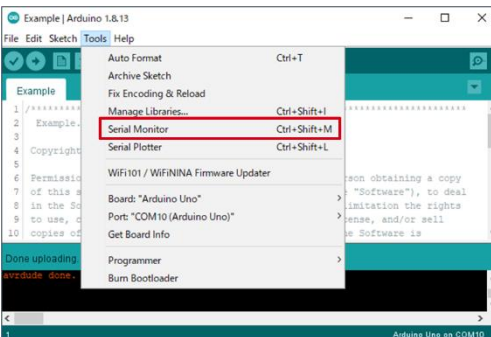 Example | Arduino 1.8.13
File Edit Sketch Tools Help
Auto Format Ctrl+T
Archive Sketch
Fix Encoding & Reload
Manage Libraries... Ctrl+Shift+I
Serial Monitor Ctrl+Shift+M
Serial Plotter Ctrl+Shift+L
WiFi101 / WiFiNINA Firmware Updater
Board: "Arduino Uno"
Port: "COM10 (Arduino Uno)"
Get Board Info
Programmer
Burn Bootloader
Example
1 /*********
2 Example.
3
4 Copyright
5
6 Permissio rson obtaining a copy
7 of this s "Software"), to deal
8 in the So imitation the rights
9 to use, c ense, and/or sell
10 copies of e Software is
Done uploading.
avrdude done.
1 Arduino Uno on COM10